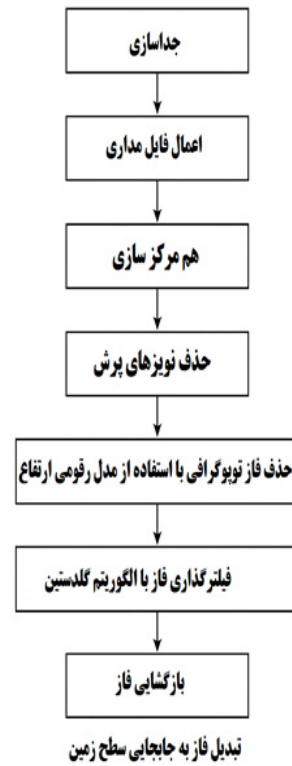 جداسازی
اعمال فایل مداری
هم مرکز سازی
حذف نویزهای پرش
حذف فاز توپوگرافی با استفاده از مدل رقومی ارتفاع
فیلترگذاری فاز با الگوریتم گلدستین
بازگشایی فاز
تبدیل فاز به جابجایی سطح زمین